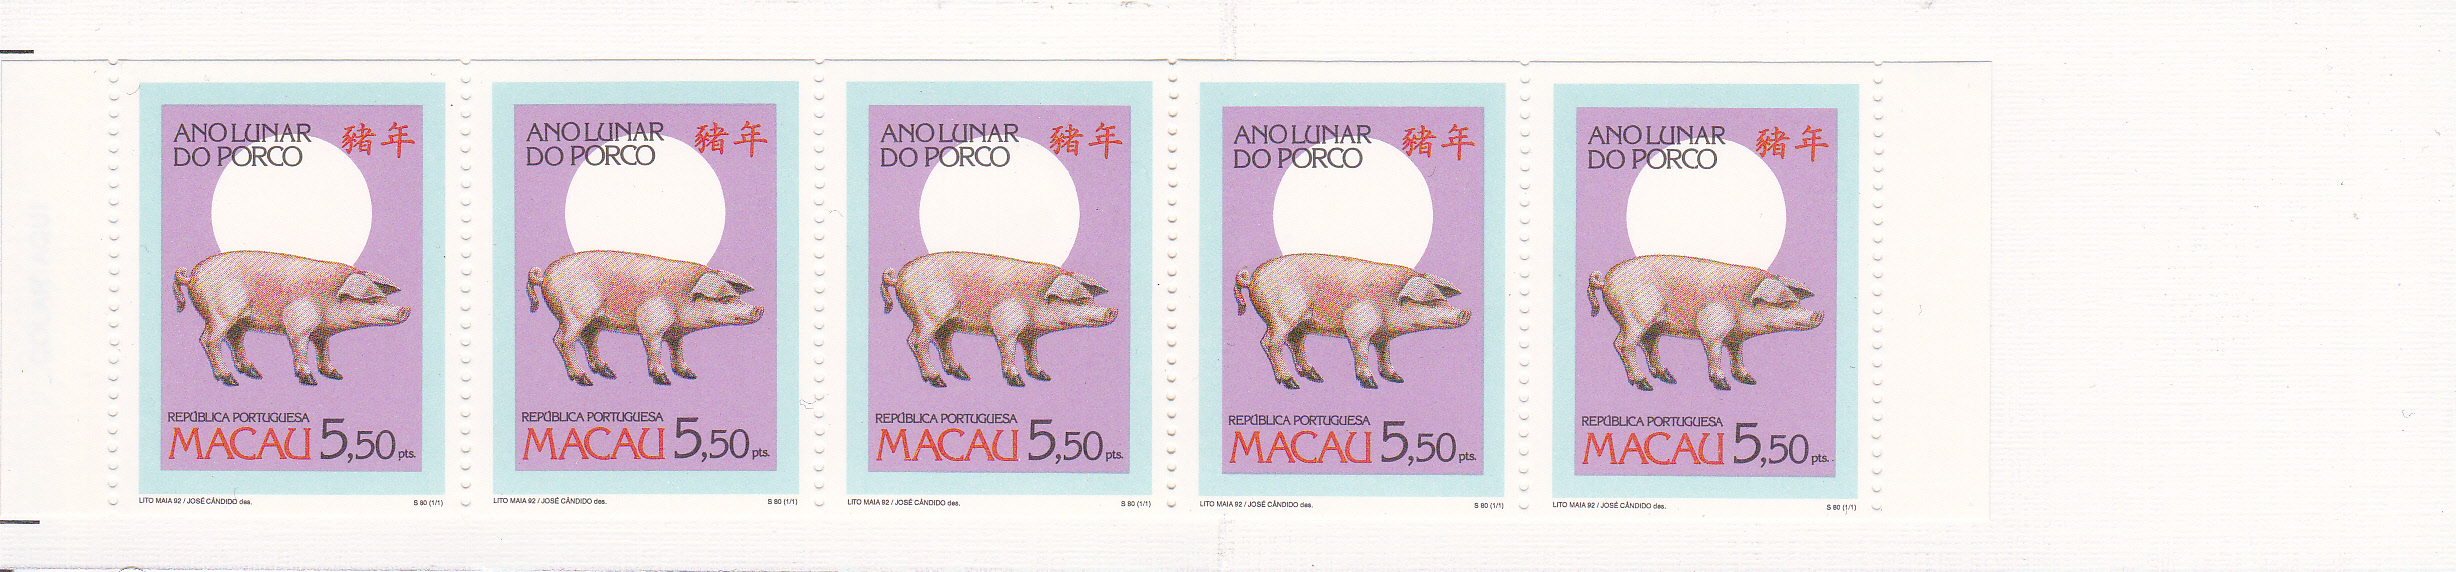 ANO LUNAR
DO PORCO
豬年
REPÚBLICA PORTUGUESA
MACAU 5,50 pts.
LITO MAIA 92 / JOSÉ CÂNDIDO des. S 80 (1/1)
ANO LUNAR
DO PORCO
豬年
REPÚBLICA PORTUGUESA
MACAU 5,50 pts.
LITO MAIA 92 / JOSÉ CÂNDIDO des. S 80 (1/1)
ANO LUNAR
DO PORCO
豬年
REPÚBLICA PORTUGUESA
MACAU 5,50 pts.
LITO MAIA 92 / JOSÉ CÂNDIDO des. S 80 (1/1)
ANO LUNAR
DO PORCO
豬年
REPÚBLICA PORTUGUESA
MACAU 5,50 pts.
LITO MAIA 92 / JOSÉ CÂNDIDO des. S 80 (1/1)
ANO LUNAR
DO PORCO
豬年
REPÚBLICA PORTUGUESA
MACAU 5,50 pts.
LITO MAIA 92 / JOSÉ CÂNDIDO des. S 80 (1/1)